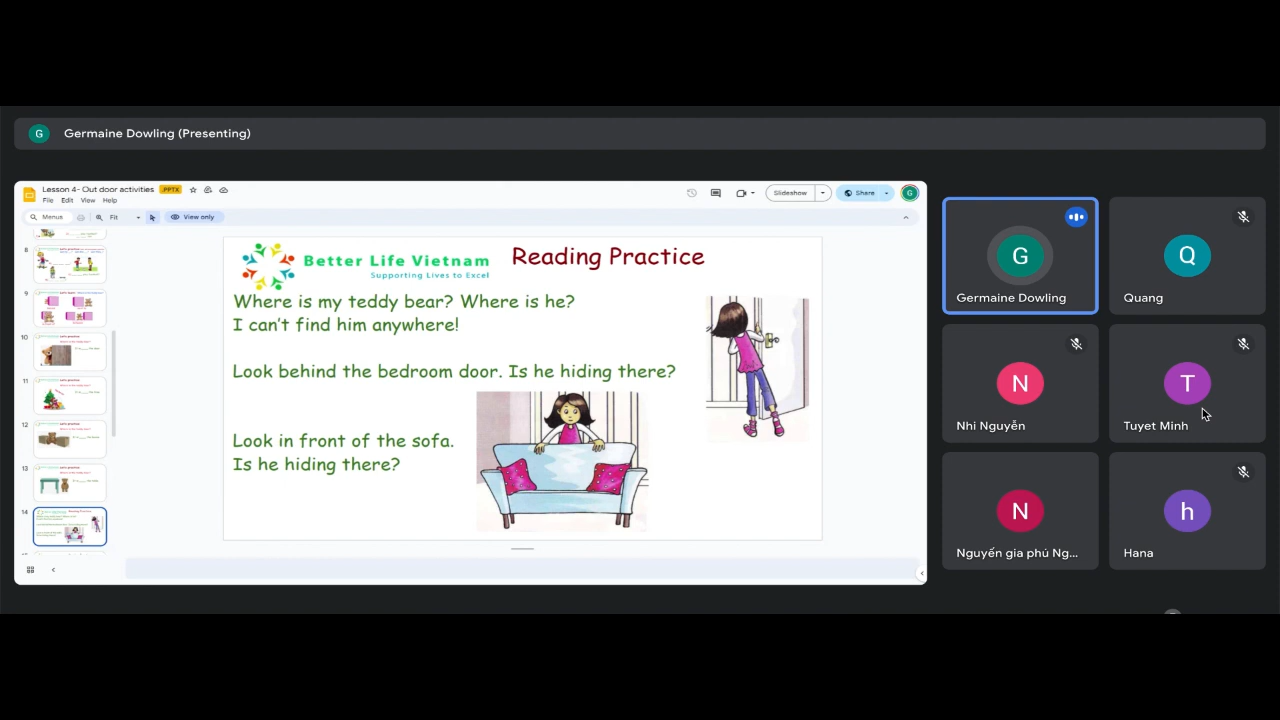 G Germaine Dowling (Presenting)
Lesson 4- Out door activities .PPTX
File Edit View Help
Slideshow
Share
G
Menus
Fit
View only
8
9
10
11
12
13
14
Better Life Vietnam
Supporting Lives to Excel
Reading Practice
Where is my teddy bear? Where is he?
I can't find him anywhere!
Look behind the bedroom door. Is he hiding there?
Look in front of the sofa.
Is he hiding there?
G
Germaine Dowling
Q
Quang
N
Nhi Nguyễn
T
Tuyet Minh
N
Nguyễn gia phú Ng...
h
Hana